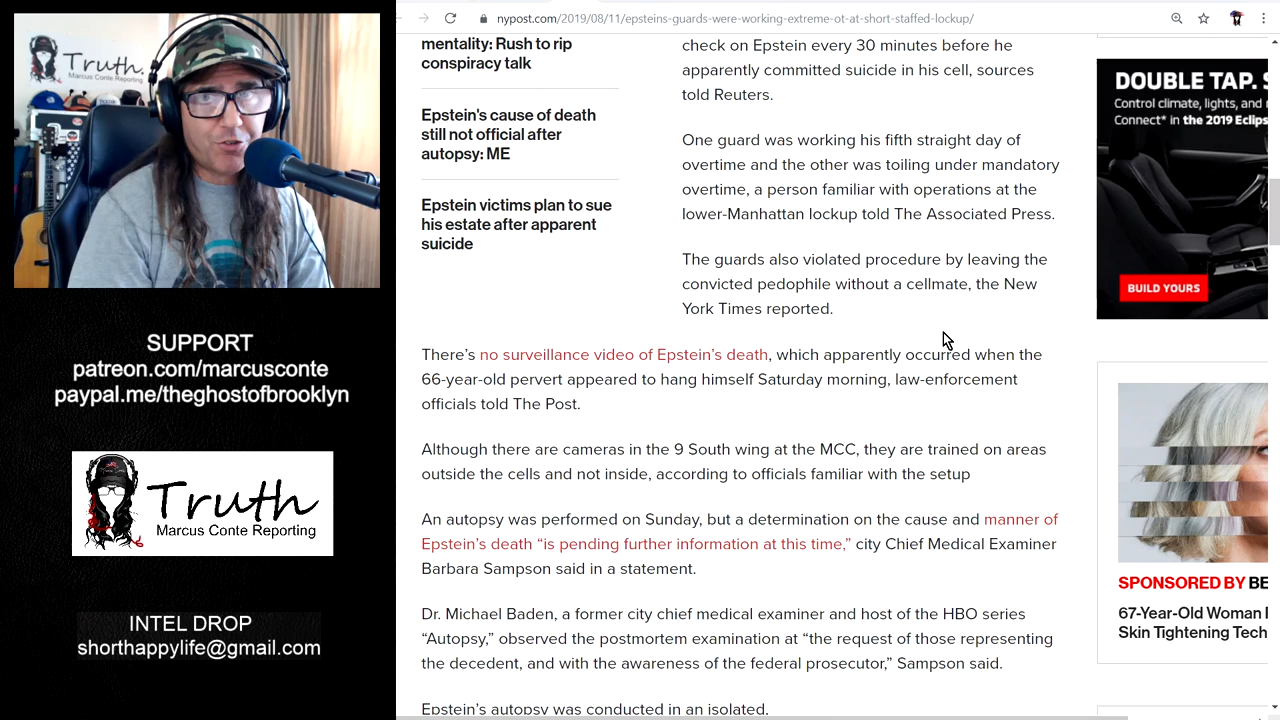 Truth.
Marcus Conte Reporting
SUPPORT
patreon.com/marcusconte
paypal.me/theghostofbrooklyn
Truth
Marcus Conte Reporting
INTEL DROP
shorthappylife@gmail.com
nypost.com/2019/08/11/epsteins-guards-were-working-extreme-ot-at-short-staffed-lockup/
mentality: Rush to rip
conspiracy talk
Epstein's cause of death
still not official after
autopsy: ME
Epstein victims plan to sue
his estate after apparent
suicide
check on Epstein every 30 minutes before he
apparently committed suicide in his cell, sources
told Reuters.
One guard was working his fifth straight day of
overtime and the other was toiling under mandatory
overtime, a person familiar with operations at the
lower-Manhattan lockup told The Associated Press.
The guards also violated procedure by leaving the
convicted pedophile without a cellmate, the New
York Times reported.
There’s no surveillance video of Epstein’s death, which apparently occurred when the
66-year-old pervert appeared to hang himself Saturday morning, law-enforcement
officials told The Post.
Although there are cameras in the 9 South wing at the MCC, they are trained on areas
outside the cells and not inside, according to officials familiar with the setup
An autopsy was performed on Sunday, but a determination on the cause and manner of
Epstein’s death “is pending further information at this time,” city Chief Medical Examiner
Barbara Sampson said in a statement.
Dr. Michael Baden, a former city chief medical examiner and host of the HBO series
“Autopsy,” observed the postmortem examination at “the request of those representing
the decedent, and with the awareness of the federal prosecutor,” Sampson said.
Epstein’s autopsy was conducted in an isolated,
DOUBLE TAP. S
Control climate, lights, and
Connect* in the 2019 Eclips
BUILD YOURS
SPONSORED BY BE
67-Year-Old Woman
Skin Tightening Tech